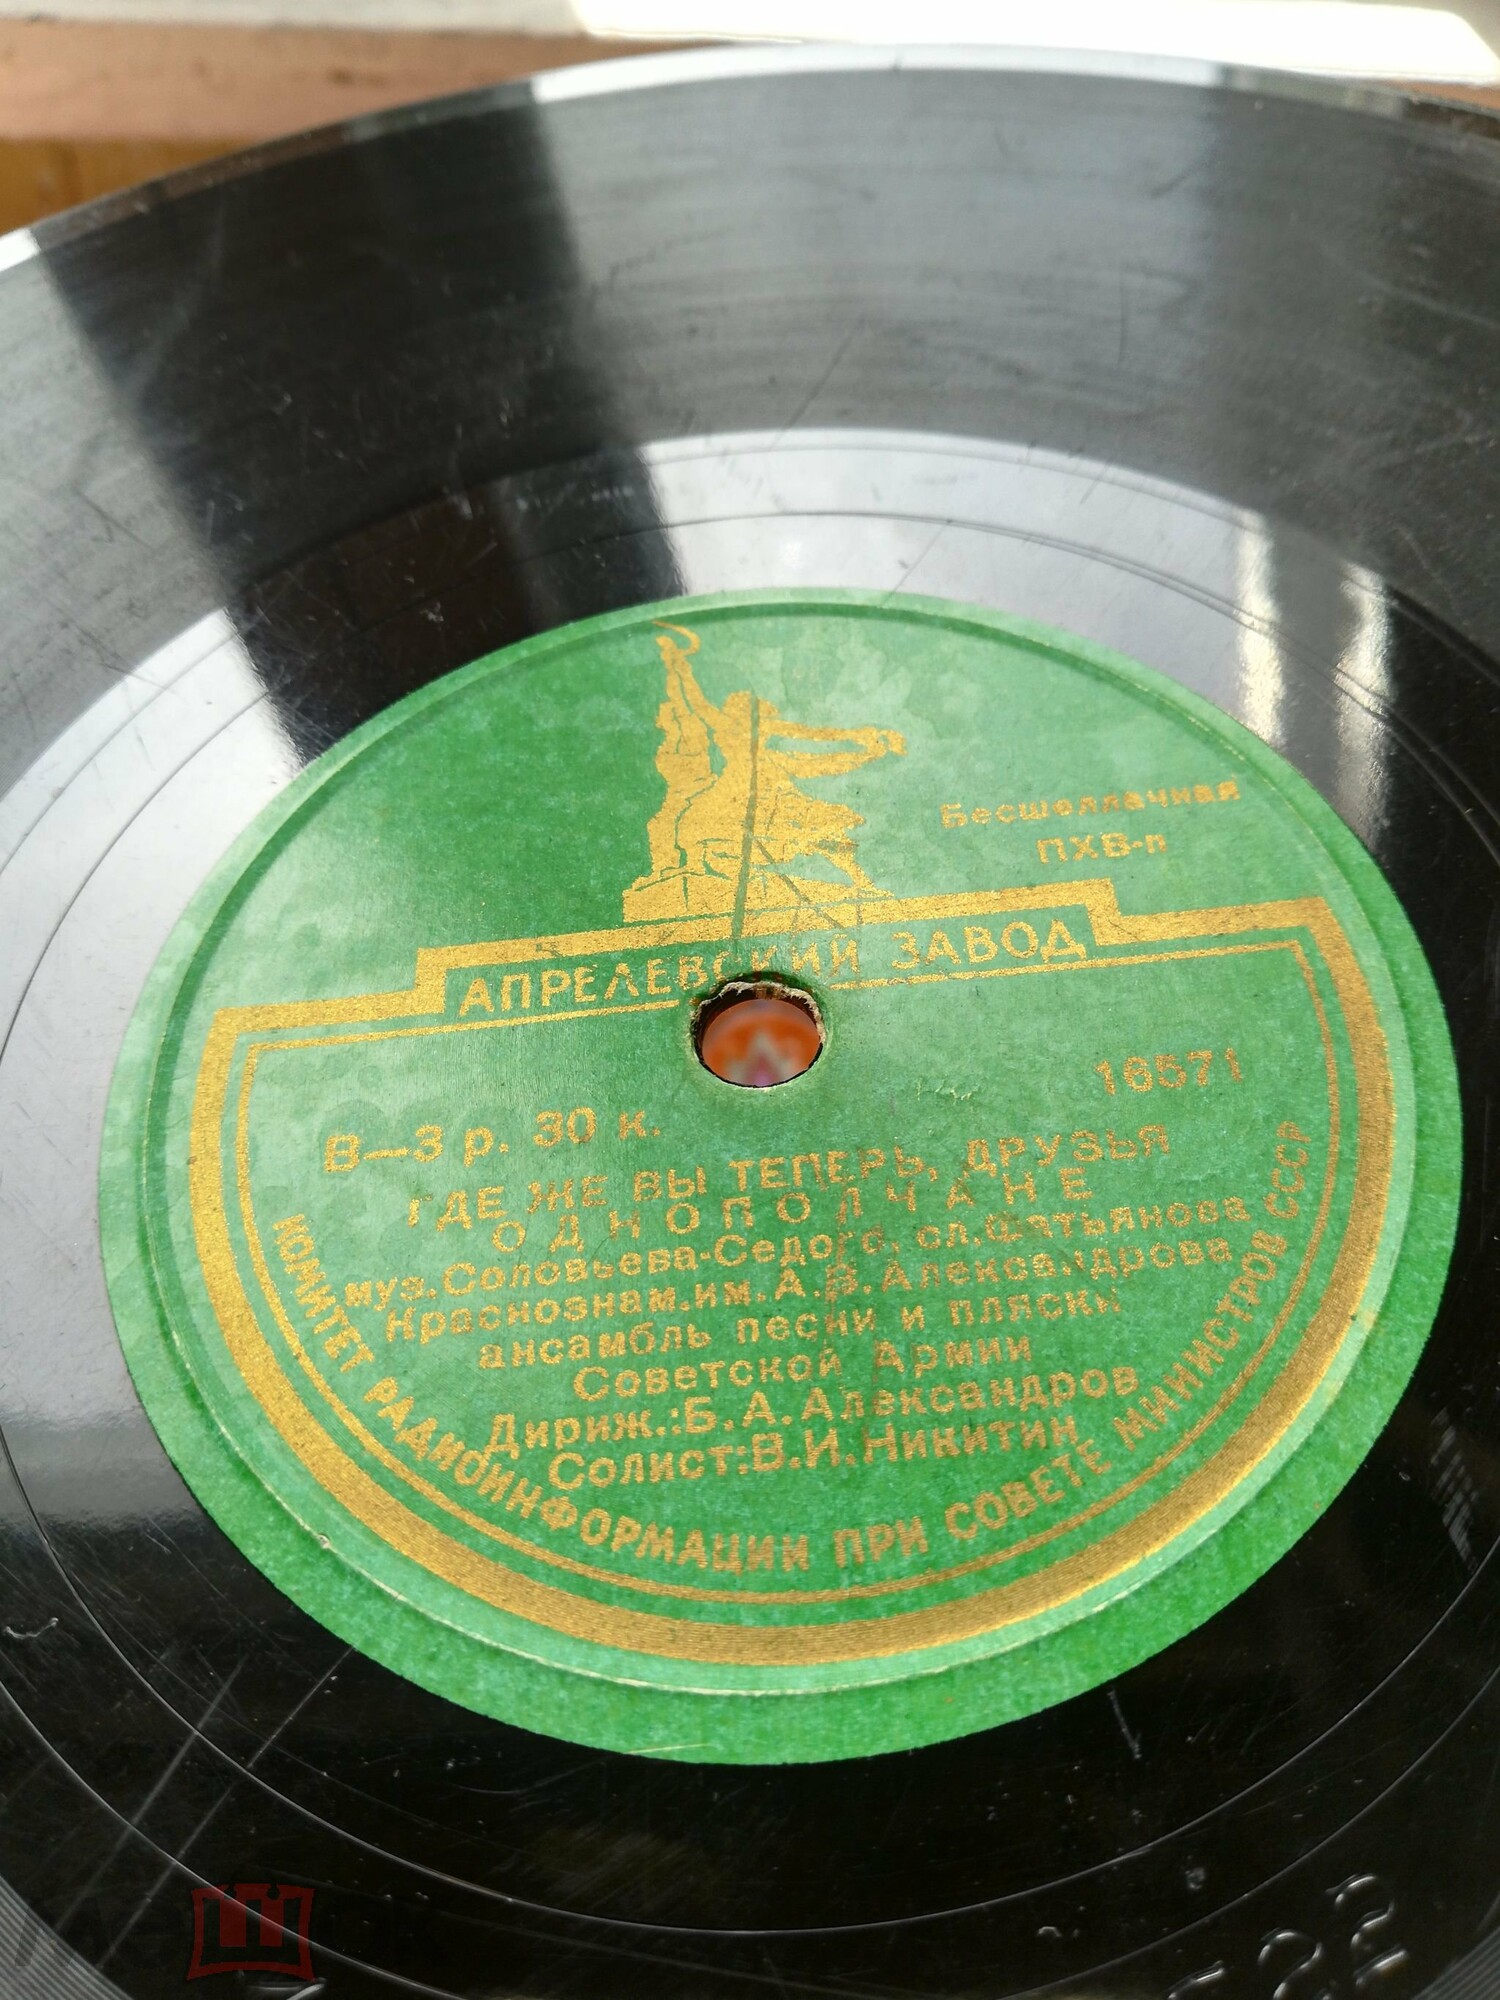 Бесшеллачная
ПХВ-п
АПРЕЛЕВСКИЙ ЗАВОД
16571
В—3 р. 30 к.
ГДЕ ЖЕ ВЫ ТЕПЕРЬ, ДРУЗЬЯ
ОДНОПОЛЧАНЕ
муз. Соловьева-Седого, сл. Фатьянова
Краснознам. им. А. В. Александрова
ансамбль песни и пляски
Советской Армии
Дириж.: Б. А. Александров
Солист: В. И. Никитин
КОМИТЕТ РАДИОИНФОРМАЦИИ ПРИ СОВЕТЕ МИНИСТРОВ СССР